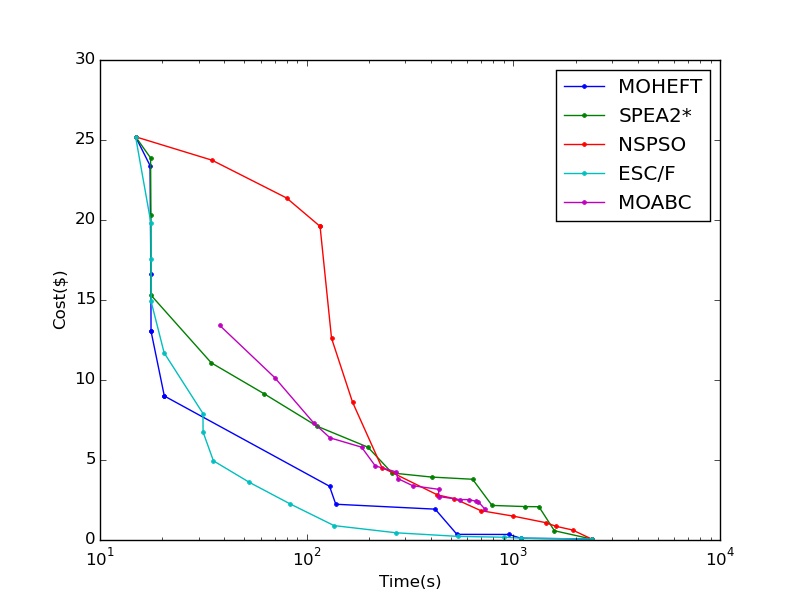 30
25
20
15
10
5
0
Cost($)
10^1
10^2
10^3
10^4
Time(s)
MOHEFT
SPEA2*
NSPSO
ESC/F
MOABC